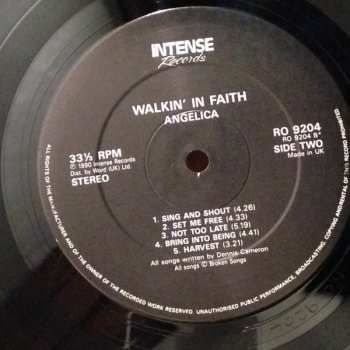 INTENSE
Records
WALKIN' IN FAITH
ANGELICA
33⅓ RPM
℗ 1990 Intense Records
Dist. by Word (UK) Ltd.
STEREO
RO 9204
RO 9204 B
SIDE TWO
Made in UK
1. SING AND SHOUT (4.26)
2. SET ME FREE (4.33)
3. NOT TOO LATE (5.19)
4. BRING INTO BEING (4.41)
5. HARVEST (3.21)
All songs written by Dennis Cameron
All songs © Broken Songs
ALL RIGHTS OF THE MANUFACTURER AND OF THE OWNER OF THE RECORDED WORK RESERVED. UNAUTHORISED PUBLIC PERFORMANCE, BROADCASTING, COPYING AND